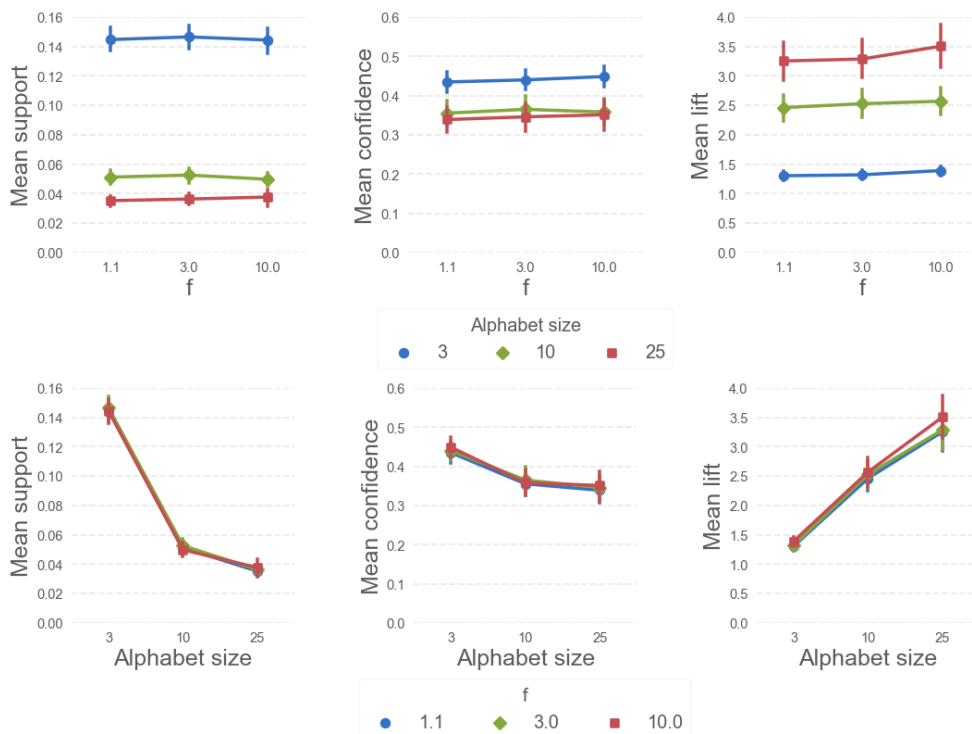 Mean support
0.16
0.14
0.12
0.10
0.08
0.06
0.04
0.02
0.00
1.1 3.0 10.0
f
Mean confidence
0.6
0.5
0.4
0.3
0.2
0.1
0.0
1.1 3.0 10.0
f
Mean lift
4.0
3.5
3.0
2.5
2.0
1.5
1.0
0.5
0.0
1.1 3.0 10.0
f
Alphabet size
3 10 25
Mean support
0.16
0.14
0.12
0.10
0.08
0.06
0.04
0.02
0.00
3 10 25
Alphabet size
Mean confidence
0.6
0.5
0.4
0.3
0.2
0.1
0.0
3 10 25
Alphabet size
Mean lift
4.0
3.5
3.0
2.5
2.0
1.5
1.0
0.5
0.0
3 10 25
Alphabet size
f
1.1 3.0 10.0